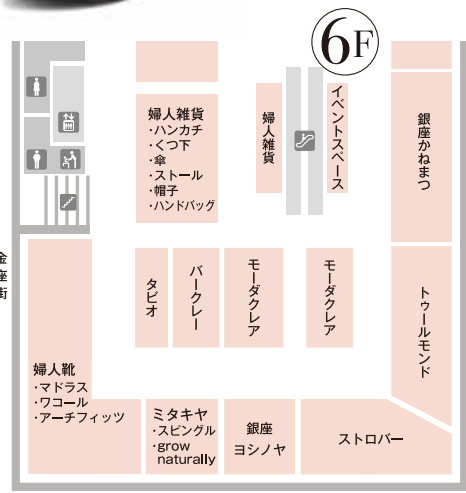 6F
婦人雑貨
・ハンカチ
・くつ下
・傘
・ストール
・帽子
・ハンドバッグ
婦人雑貨
イベントスペース
銀座かねまつ
金座街
タビオ
バークレー
モーダクレア
モーダクレア
トゥールモンド
婦人靴
・マドラス
・ワコール
・アーチフィッツ
ミタキヤ
・スピングル
・grow
naturally
銀座
ヨシノヤ
ストロバー